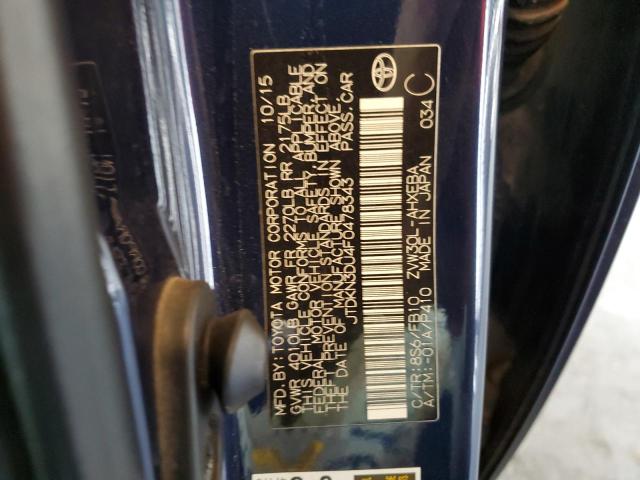 MFD.BY:TOYOTA MOTOR CORPORATION 10/15
GVWR 4010LB GAWR FR 2270LB RR 2175LB
THIS VEHICLE CONFORMS TO ALL APPLICABLE
FEDERAL MOTOR VEHICLE SAFETY, BUMPER, AND
THEFT PREVENTION STANDARDS IN EFFECT ON
THE DATE OF MANUFACTURE SHOWN ABOVE.
JTDKN3DU4F0478343 PASS.CAR
C/TR:8S6/FB10 ZVW30L-AHXEBA
A/TM:-01A/P410 MADE IN JAPAN 034 C